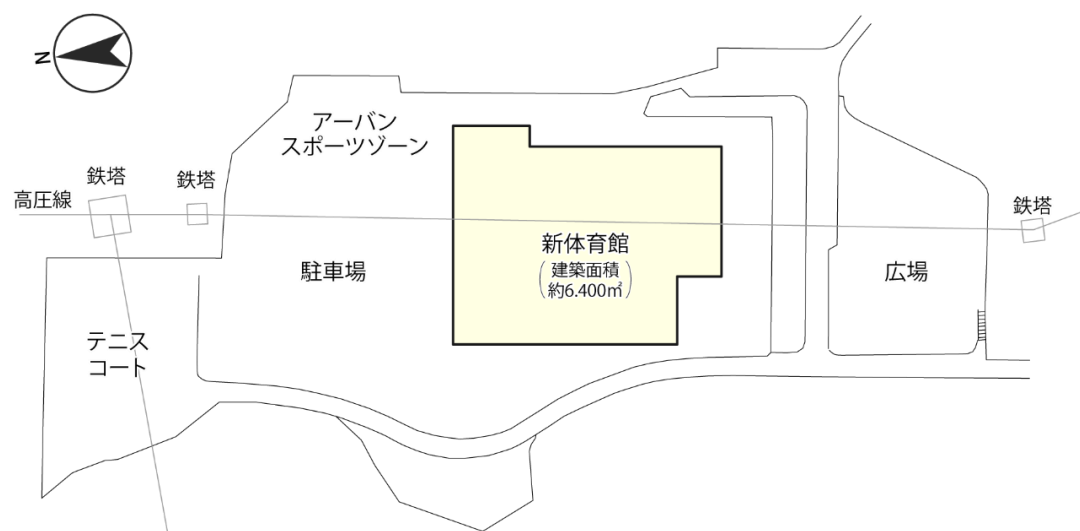 N
アーバン
スポーツゾーン
鉄塔
鉄塔
高圧線
鉄塔
新体育館
(建築面積
約6.400㎡)
駐車場
広場
テニス
コート